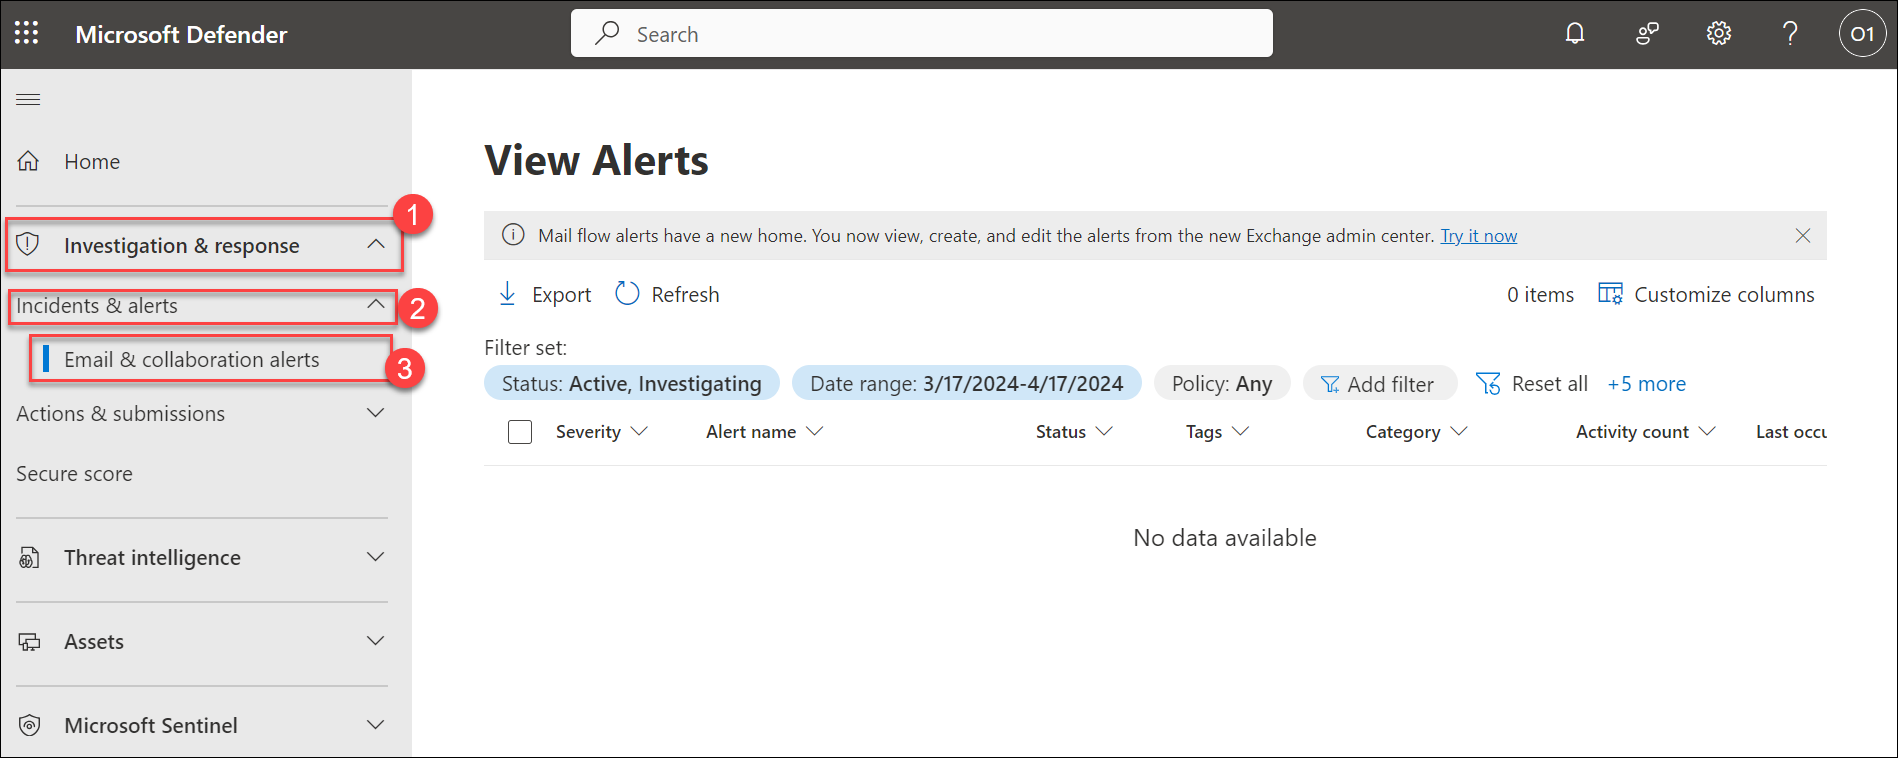 Microsoft Defender
Search
O1
Home
1
Investigation & response
Incidents & alerts
2
Email & collaboration alerts
3
Actions & submissions
Secure score
Threat intelligence
Assets
Microsoft Sentinel
View Alerts
Mail flow alerts have a new home. You now view, create, and edit the alerts from the new Exchange admin center. Try it now
Export Refresh 0 items Customize columns
Filter set:
Status: Active, Investigating Date range: 3/17/2024-4/17/2024 Policy: Any Add filter Reset all +5 more
Severity Alert name Status Tags Category Activity count Last occu
No data available